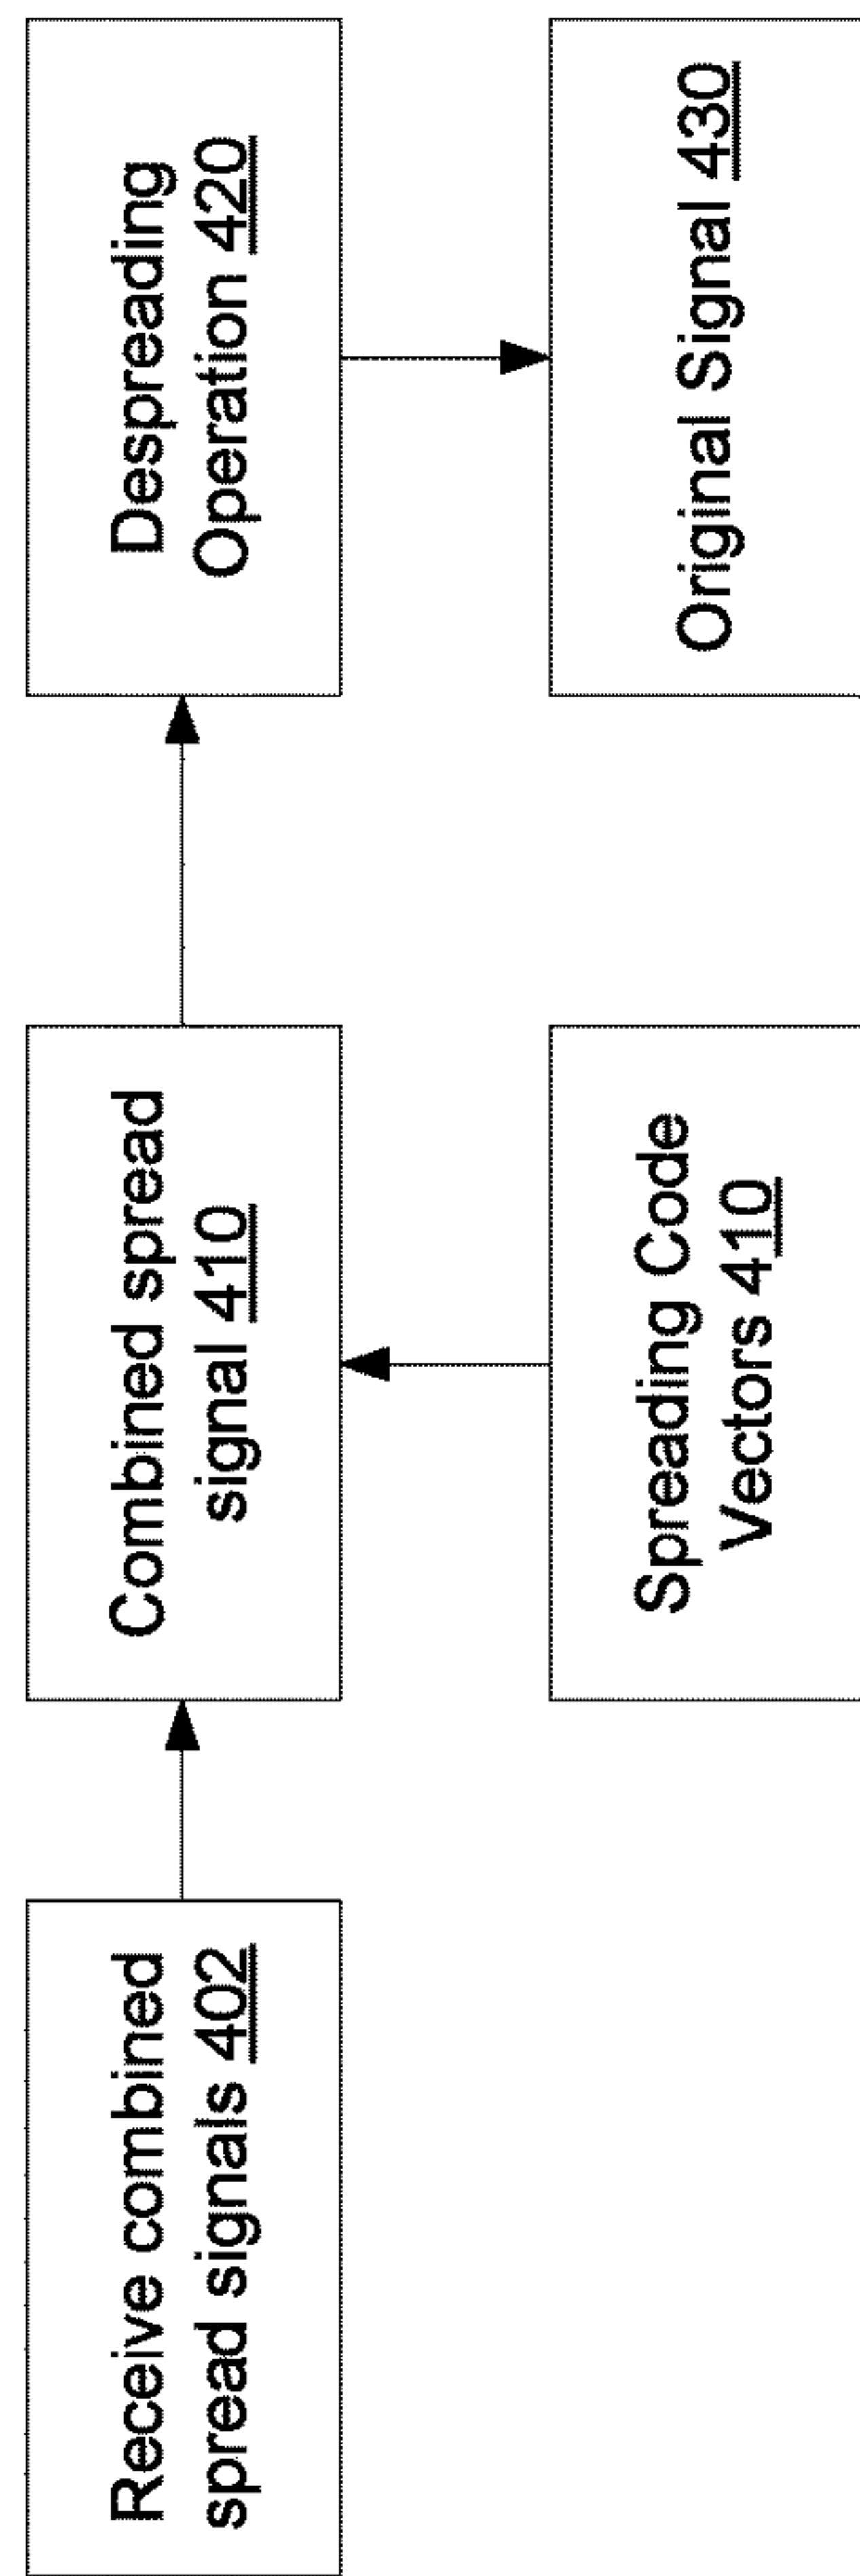 Receive combined
spread signals 402
Combined spread
signal 410
Despreading
Operation 420
Spreading Code
Vectors 410
Original Signal 430